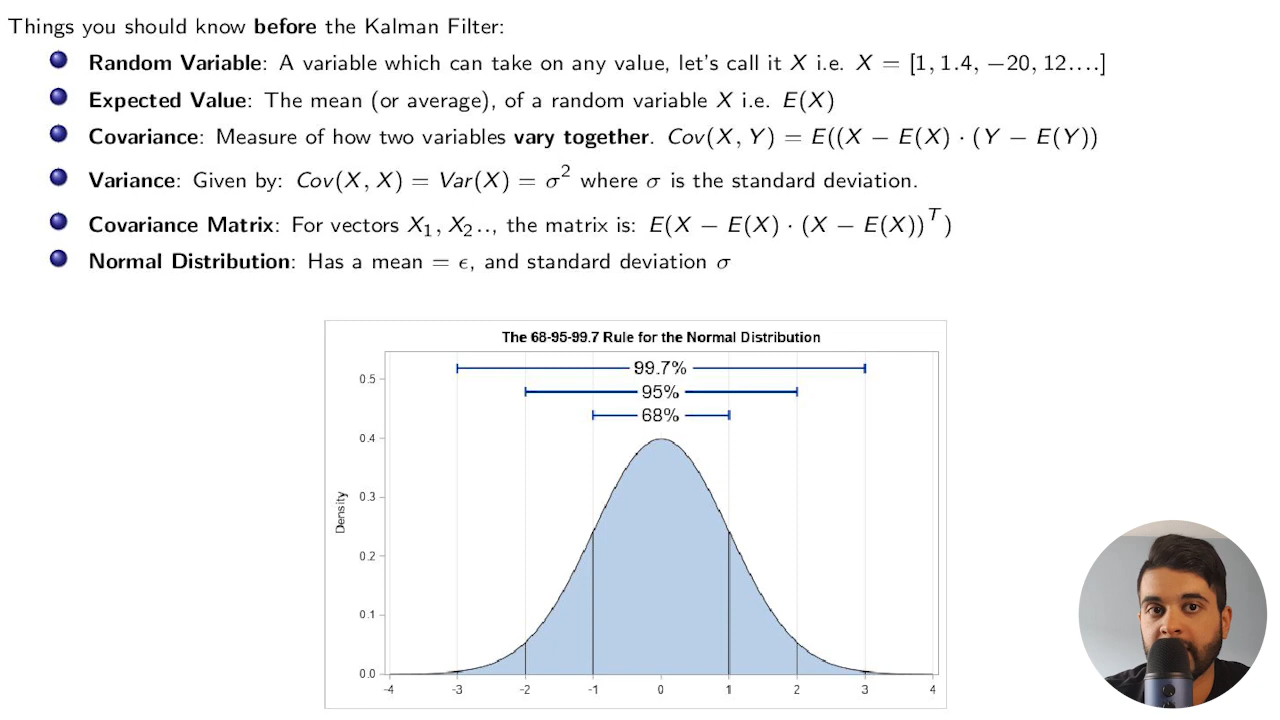 Things you should know before the Kalman Filter:
Random Variable: A variable which can take on any value, let's call it X i.e. X = [1, 1.4, −20, 12....]
Expected Value: The mean (or average), of a random variable X i.e. E(X)
Covariance: Measure of how two variables vary together. Cov(X, Y) = E((X − E(X) · (Y − E(Y))
Variance: Given by: Cov(X, X) = Var(X) = σ² where σ is the standard deviation.
Covariance Matrix: For vectors X₁, X₂.., the matrix is: E(X − E(X) · (X − E(X))ᵀ)
Normal Distribution: Has a mean = ϵ, and standard deviation σ
The 68-95-99.7 Rule for the Normal Distribution
99.7%
95%
68%
0.5
0.4
0.3
0.2
0.1
0.0
Density
-4 -3 -2 -1 0 1 2 3 4